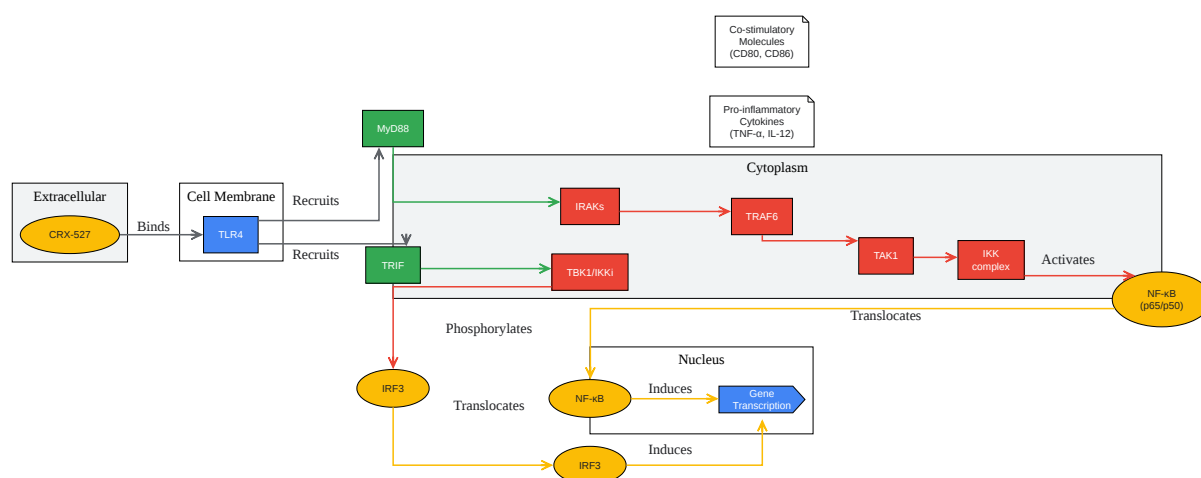 Co-stimulatory
Molecules
(CD80, CD86)
Pro-inflammatory
Cytokines
(TNF-α, IL-12)
MyD88
Cytoplasm
Extracellular
Cell Membrane
Recruits
IRAKs
TRAF6
CRX-527
Binds
TLR4
Recruits
TRIF
TBK1/IKKi
TAK1
IKK
complex
Activates
NF-κB
(p65/p50)
Phosphorylates
Translocates
Nucleus
IRF3
Translocates
NF-κB
Induces
Gene
Transcription
IRF3
Induces